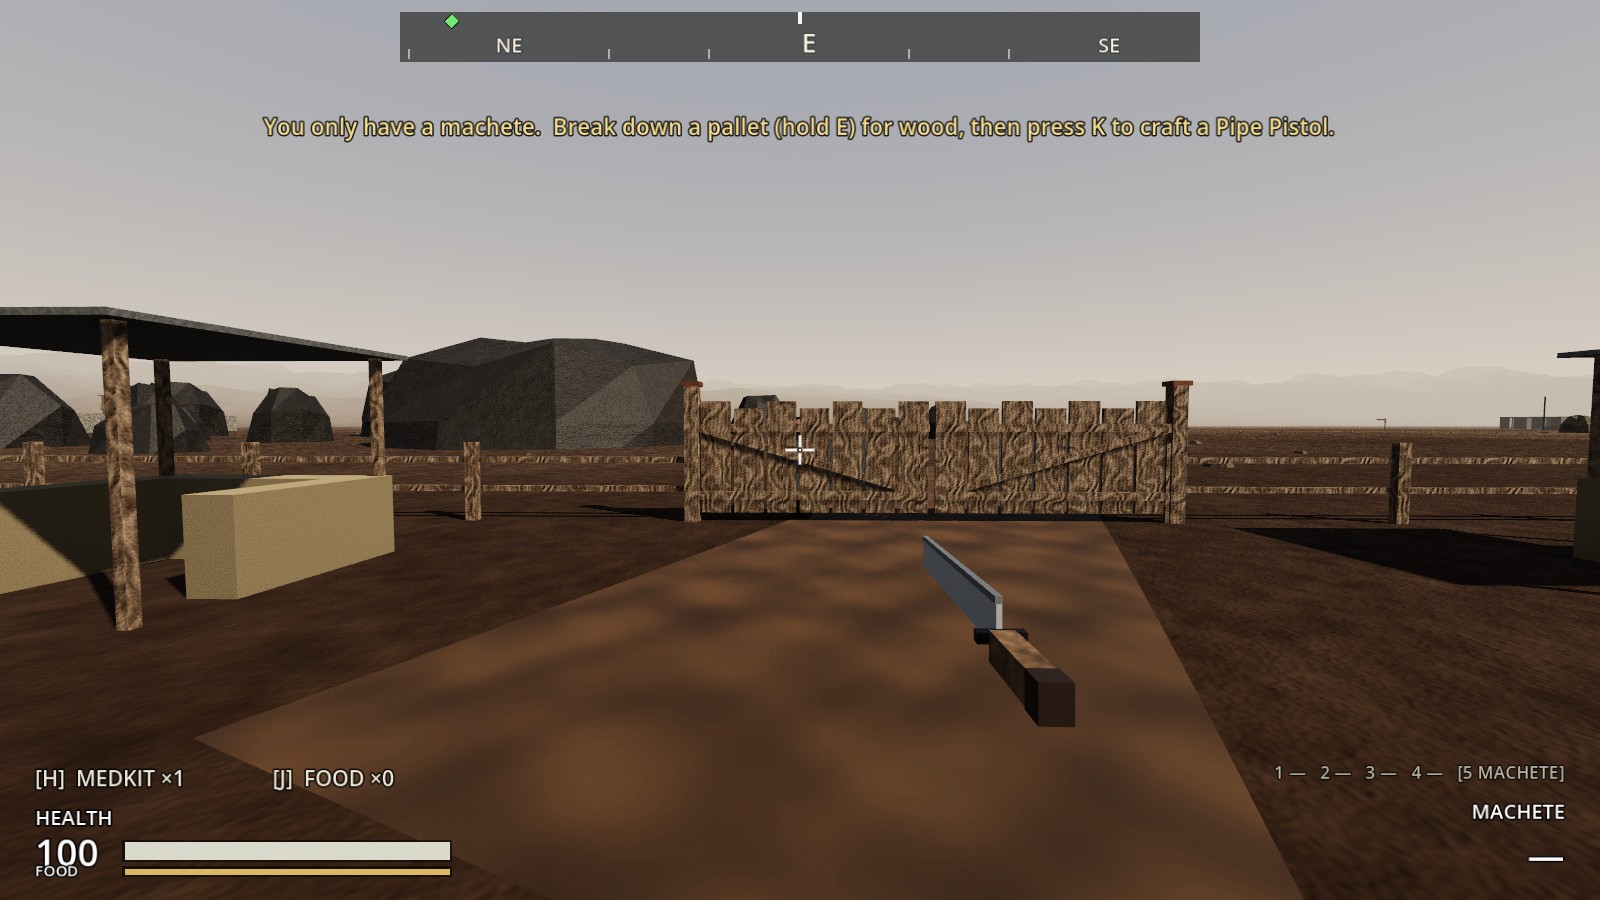 NE E SE
You only have a machete. Break down a pallet (hold E) for wood, then press K to craft a Pipe Pistol.
[H] MEDKIT ×1 [J] FOOD ×0
1 — 2 — 3 — 4 — [5 MACHETE]
HEALTH
MACHETE
100
FOOD
—